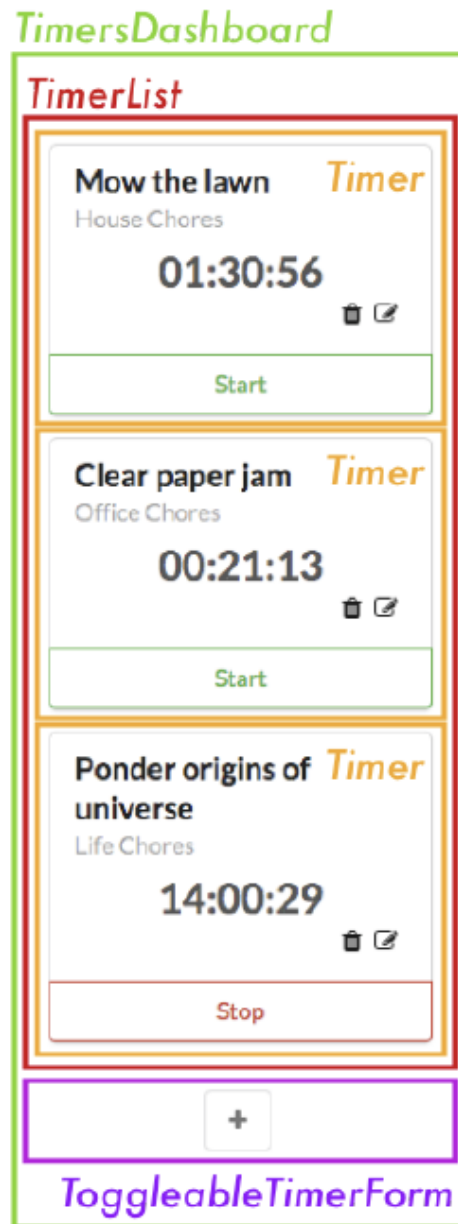 TimersDashboard
TimerList
Mow the lawn Timer
House Chores
01:30:56
Start
Clear paper jam Timer
Office Chores
00:21:13
Start
Ponder origins of Timer
universe
Life Chores
14:00:29
Stop
+
ToggleableTimerForm